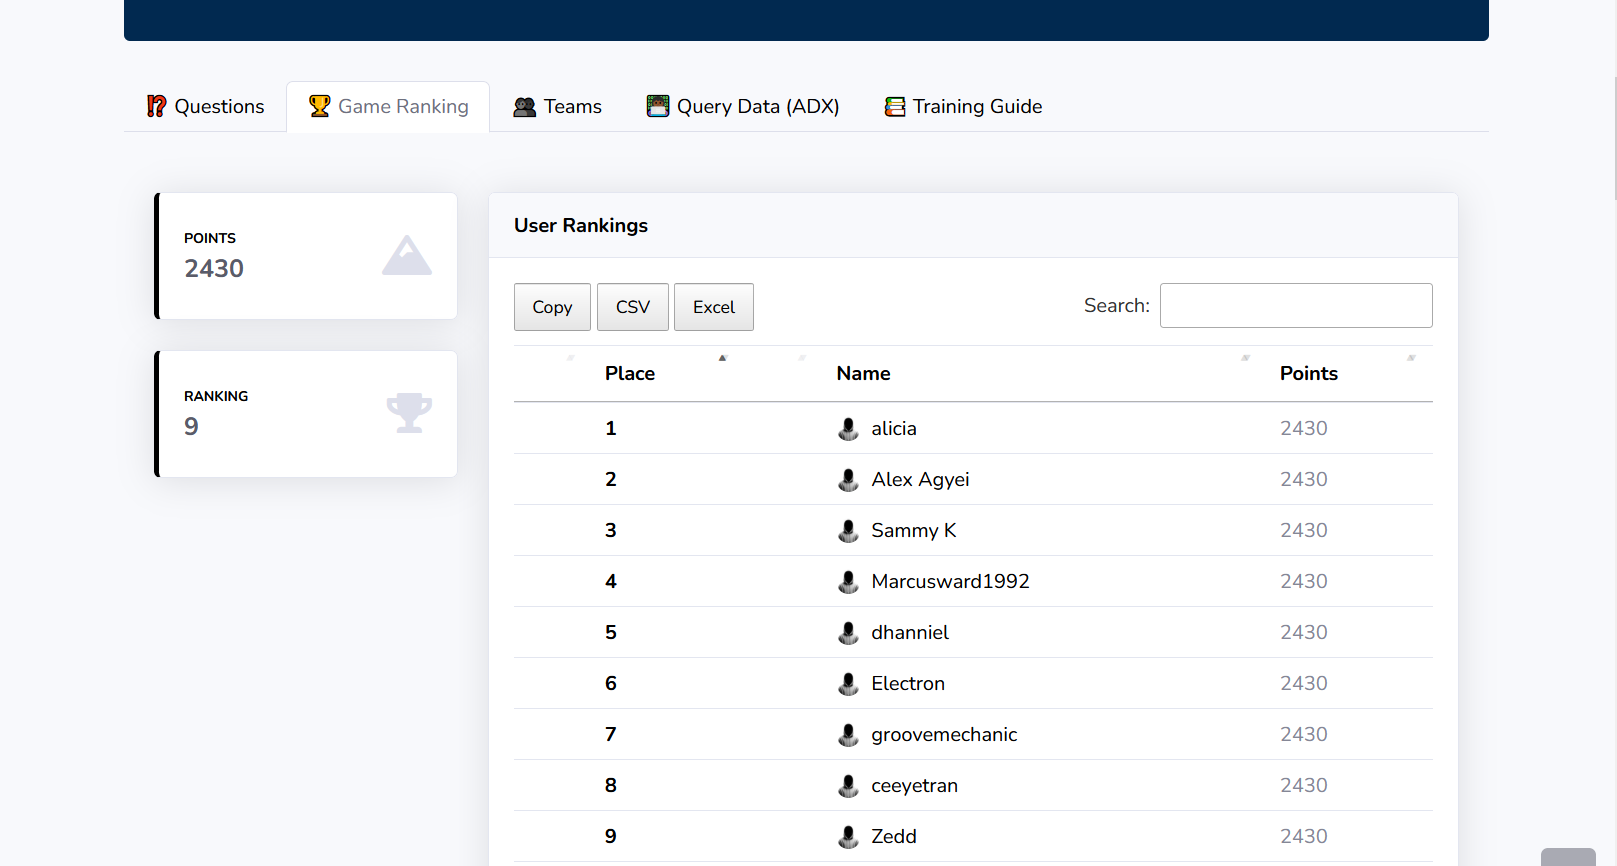 Questions
Game Ranking
Teams
Query Data (ADX)
Training Guide
POINTS
2430
RANKING
9
User Rankings
Copy CSV Excel
Search:
Place Name Points
1 alicia 2430
2 Alex Agyei 2430
3 Sammy K 2430
4 Marcusward1992 2430
5 dhanniel 2430
6 Electron 2430
7 groovemechanic 2430
8 ceeyetran 2430
9 Zedd 2430